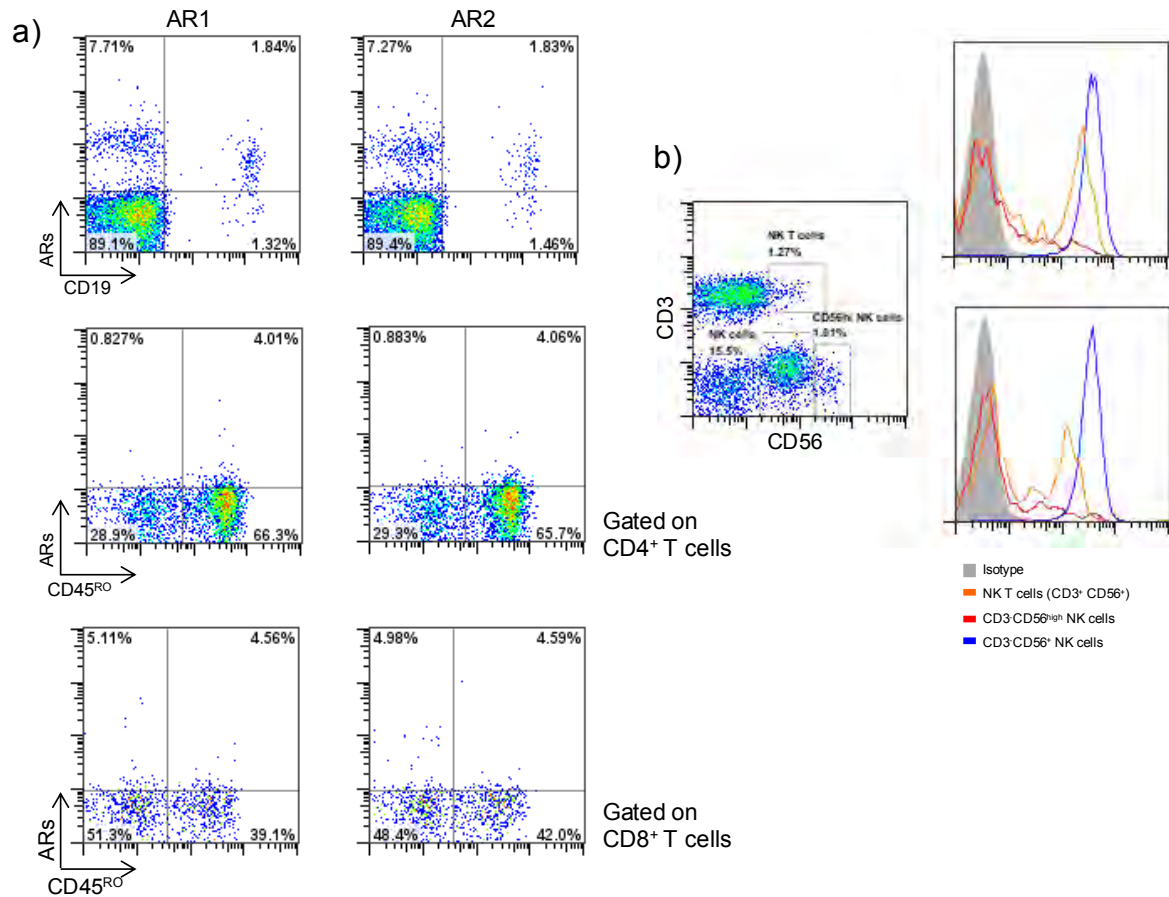 a)
AR1
AR2
7.71%
1.84%
7.27%
1.83%
89.1%
1.32%
89.4%
1.46%
ARs
CD19
0.827%
4.01%
0.883%
4.06%
28.9%
66.3%
29.3%
65.7%
ARs
CD45RO
Gated on
CD4+ T cells
5.11%
4.56%
4.98%
4.59%
51.3%
39.1%
48.4%
42.0%
ARs
CD45RO
Gated on
CD8+ T cells
b)
NK T cells
1.27%
CD56hi NK cells
1.01%
NK cells
15.5%
CD3
CD56
Isotype
NK T cells (CD3+ CD56+)
CD3-CD56high NK cells
CD3-CD56+ NK cells